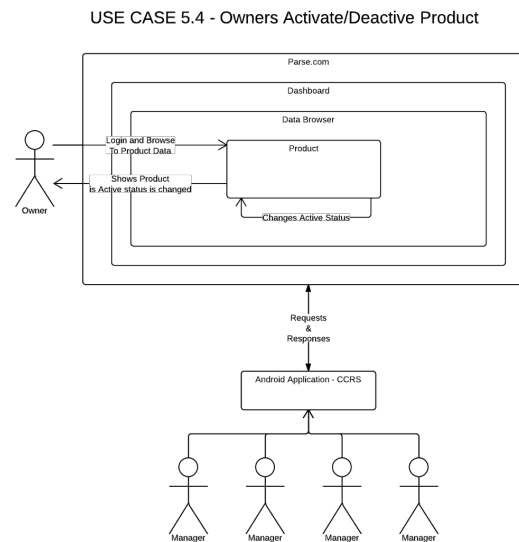 USE CASE 5.4 - Owners Activate/Deactive Product
Parse.com
Dashboard
Data Browser
Login and Browse
To Product Data
Product
Shows Product
is Active status is changed
Owner
Changes Active Status
Requests
&
Responses
Android Application - CCRS
Manager
Manager
Manager
Manager